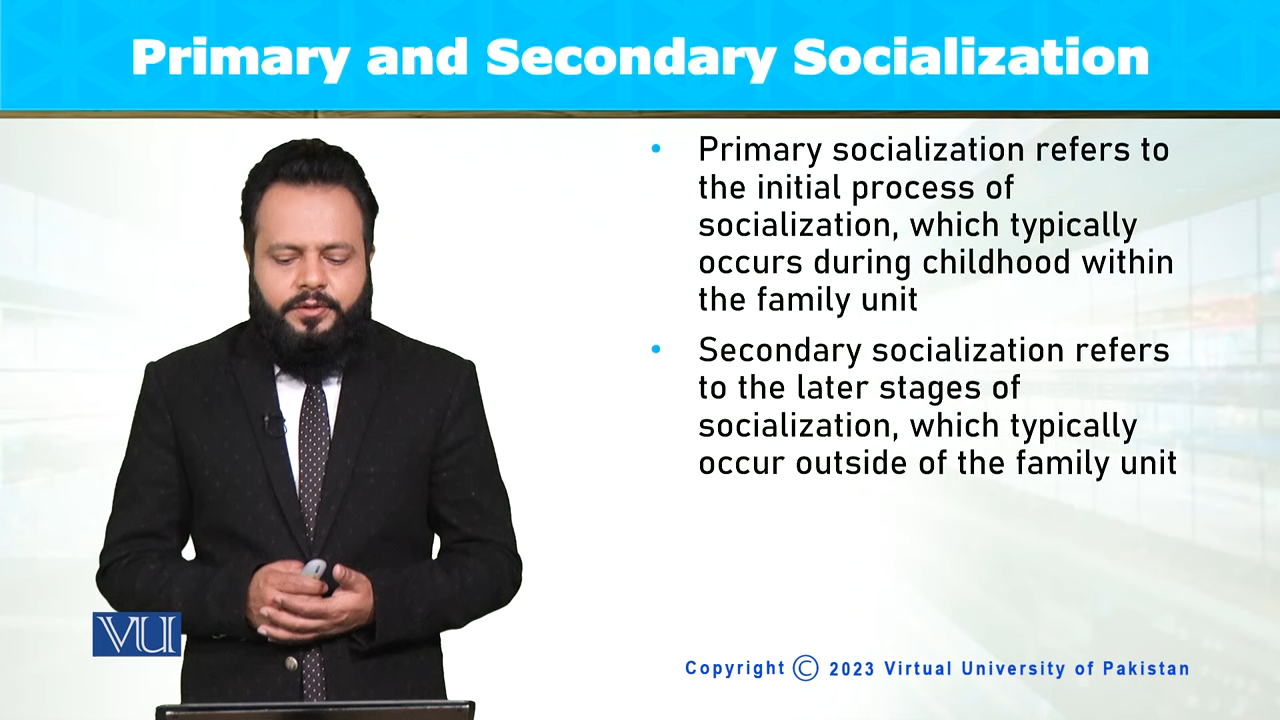 Primary and Secondary Socialization
• Primary socialization refers to
the initial process of
socialization, which typically
occurs during childhood within
the family unit
• Secondary socialization refers
to the later stages of
socialization, which typically
occur outside of the family unit
VU
Copyright © 2023 Virtual University of Pakistan